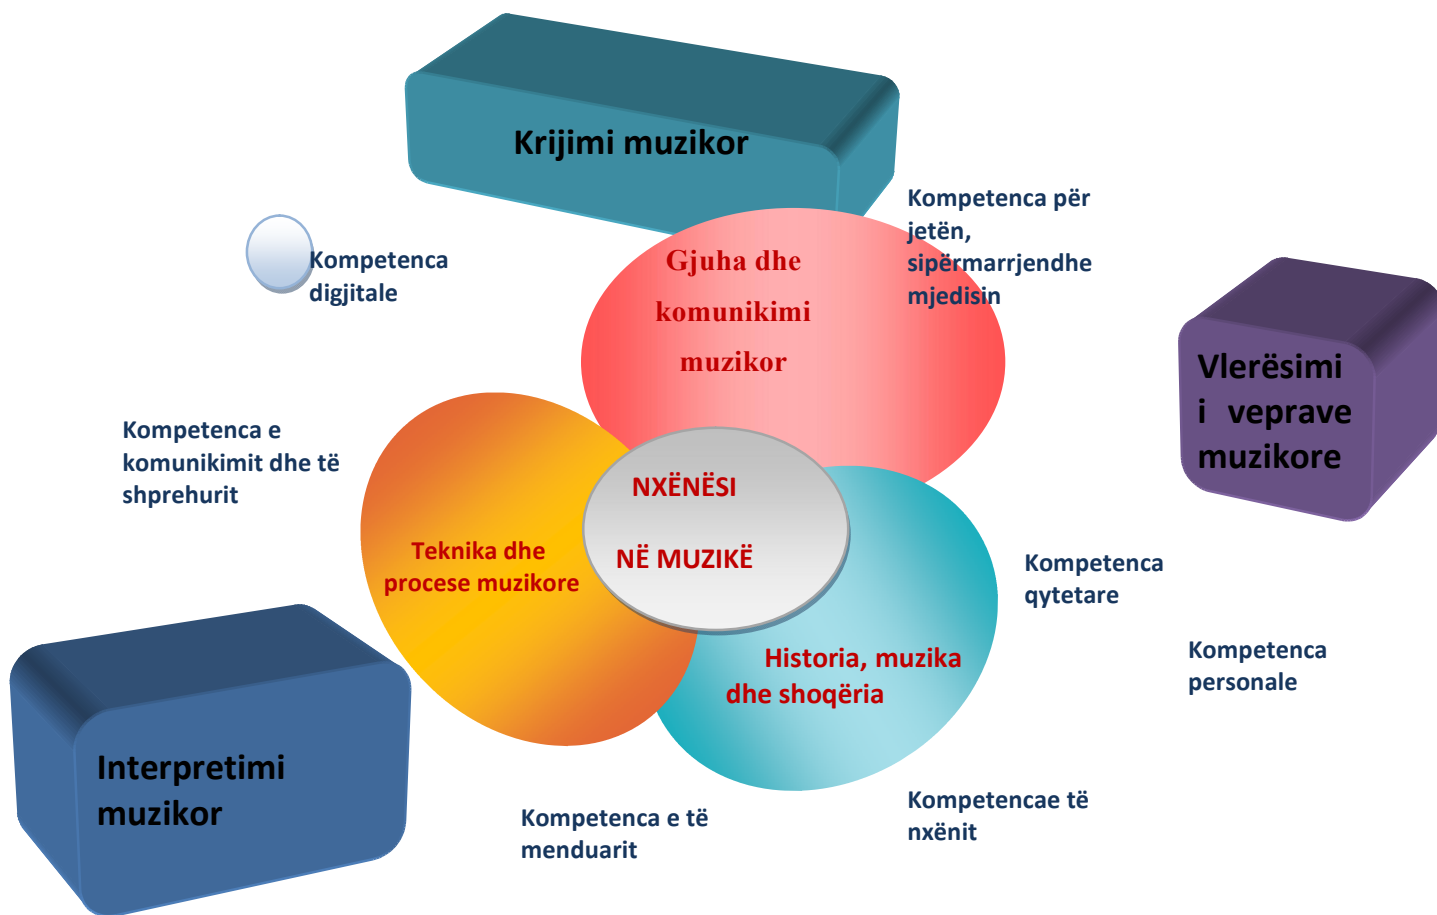 Krijimi muzikor
Kompetenca për
jetën,
sipërmarrjendhe
mjedisin
Kompetenca
digjitale
Gjuha dhe
komunikimi
muzikor
Vlerësimi
i veprave
muzikore
Kompetenca e
komunikimit dhe të
shprehurit
NXËNËSI
NË MUZIKË
Teknika dhe
procese muzikore
Kompetenca
qytetare
Historia, muzika
dhe shoqëria
Kompetenca
personale
Interpretimi
muzikor
Kompetenca e të
menduarit
Kompetencae të
nxënit